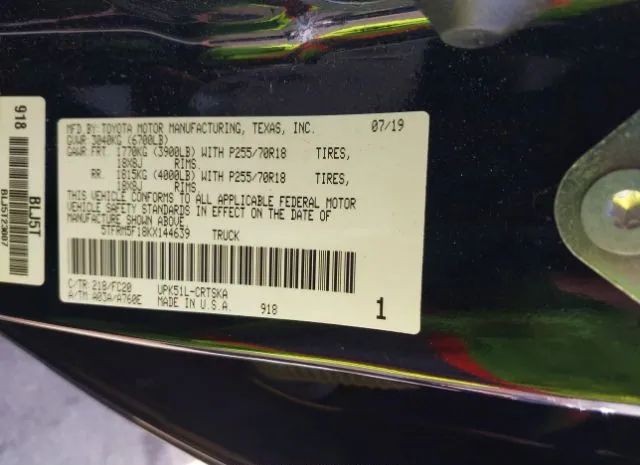 MFD. BY: TOYOTA MOTOR MANUFACTURING, TEXAS, INC. 07/19
GVWR 3040KG (6700LB)
GAWR FRT. 1770KG (3900LB) WITH P255/70R18 TIRES,
18X8J RIMS.
RR. 1815KG (4000LB) WITH P255/70R18 TIRES,
18X8J RIMS.
THIS VEHICLE CONFORMS TO ALL APPLICABLE FEDERAL MOTOR
VEHICLE SAFETY STANDARDS IN EFFECT ON THE DATE OF
MANUFACTURE SHOWN ABOVE
5TFRM5F18KX144639 TRUCK
C/TR: 218/FC20 UPK51L-CRTSKA
A/TM: A03A/A760E MADE IN U.S.A. 918 1
918
BLJ5T
BLJ5T123007